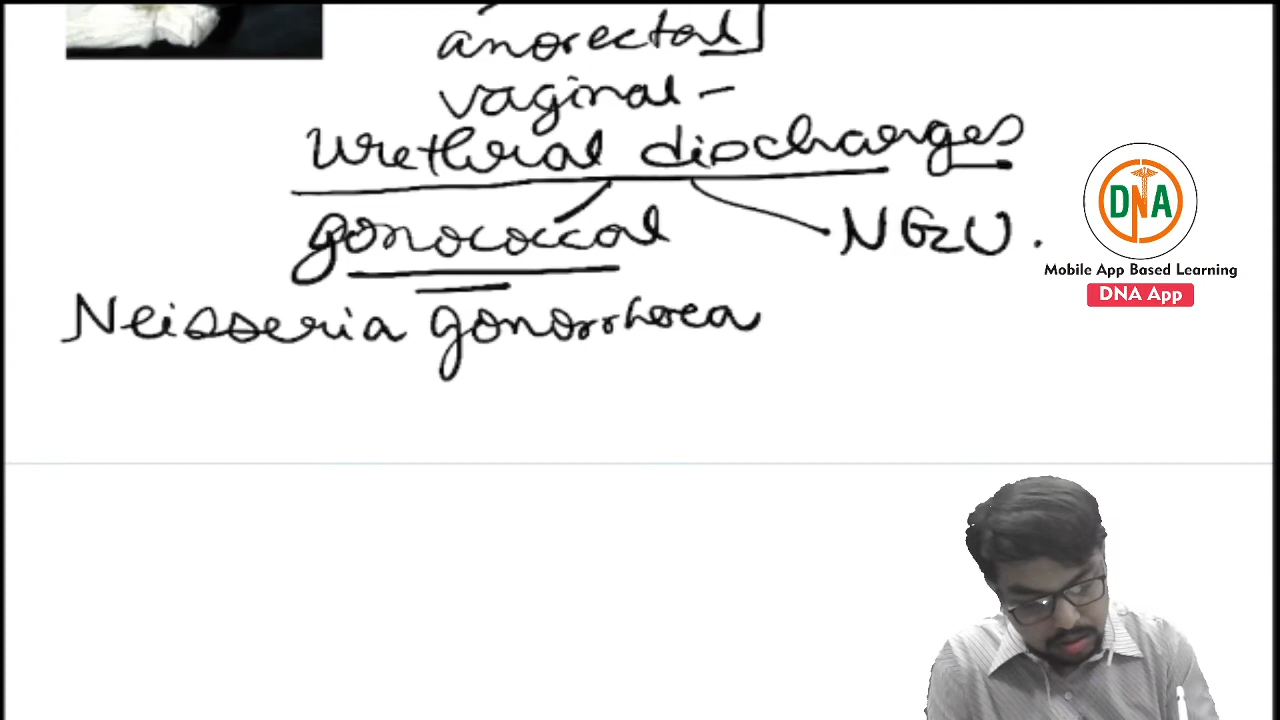 anorectal
vaginal -
Urethral discharges
gonococcal NGU.
Neisseria gonorrhoea
DNA
Mobile App Based Learning
DNA App